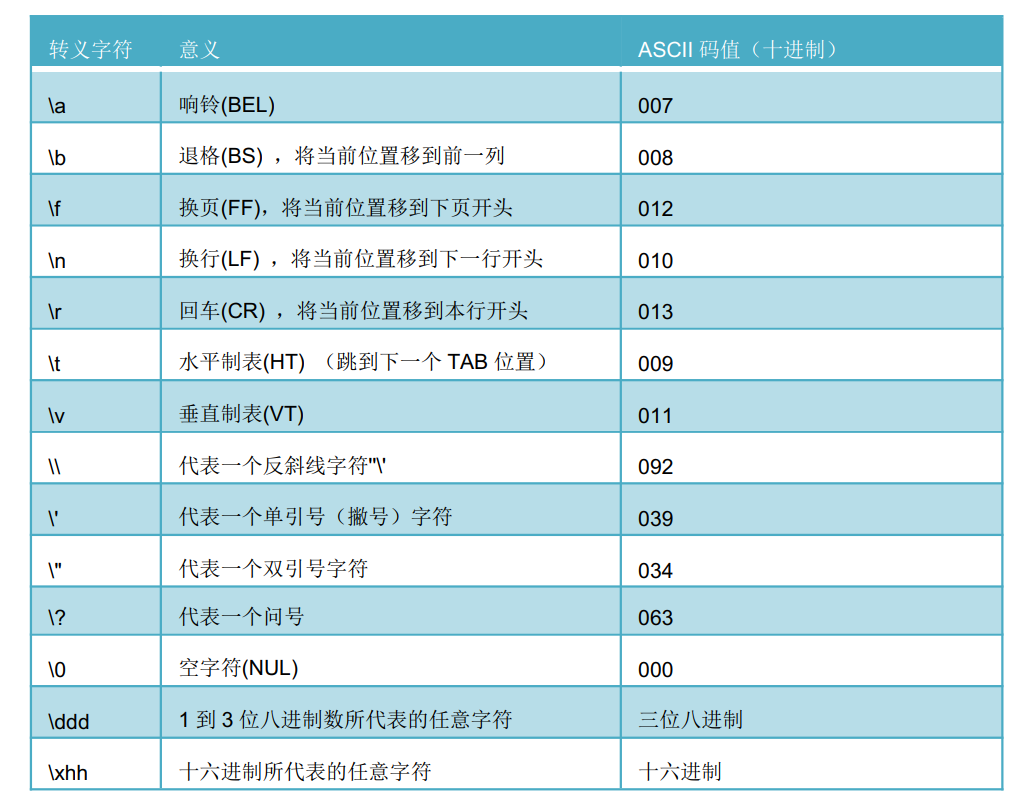 转义字符 意义 ASCII 码值（十进制）
\a 响铃(BEL) 007
\b 退格(BS) ，将当前位置移到前一列 008
\f 换页(FF)，将当前位置移到下页开头 012
\n 换行(LF) ，将当前位置移到下一行开头 010
\r 回车(CR) ，将当前位置移到本行开头 013
\t 水平制表(HT) （跳到下一个 TAB 位置） 009
\v 垂直制表(VT) 011
\\ 代表一个反斜线字符"\' 092
\' 代表一个单引号（撇号）字符 039
\" 代表一个双引号字符 034
\? 代表一个问号 063
\0 空字符(NUL) 000
\ddd 1 到 3 位八进制数所代表的任意字符 三位八进制
\xhh 十六进制所代表的任意字符 十六进制